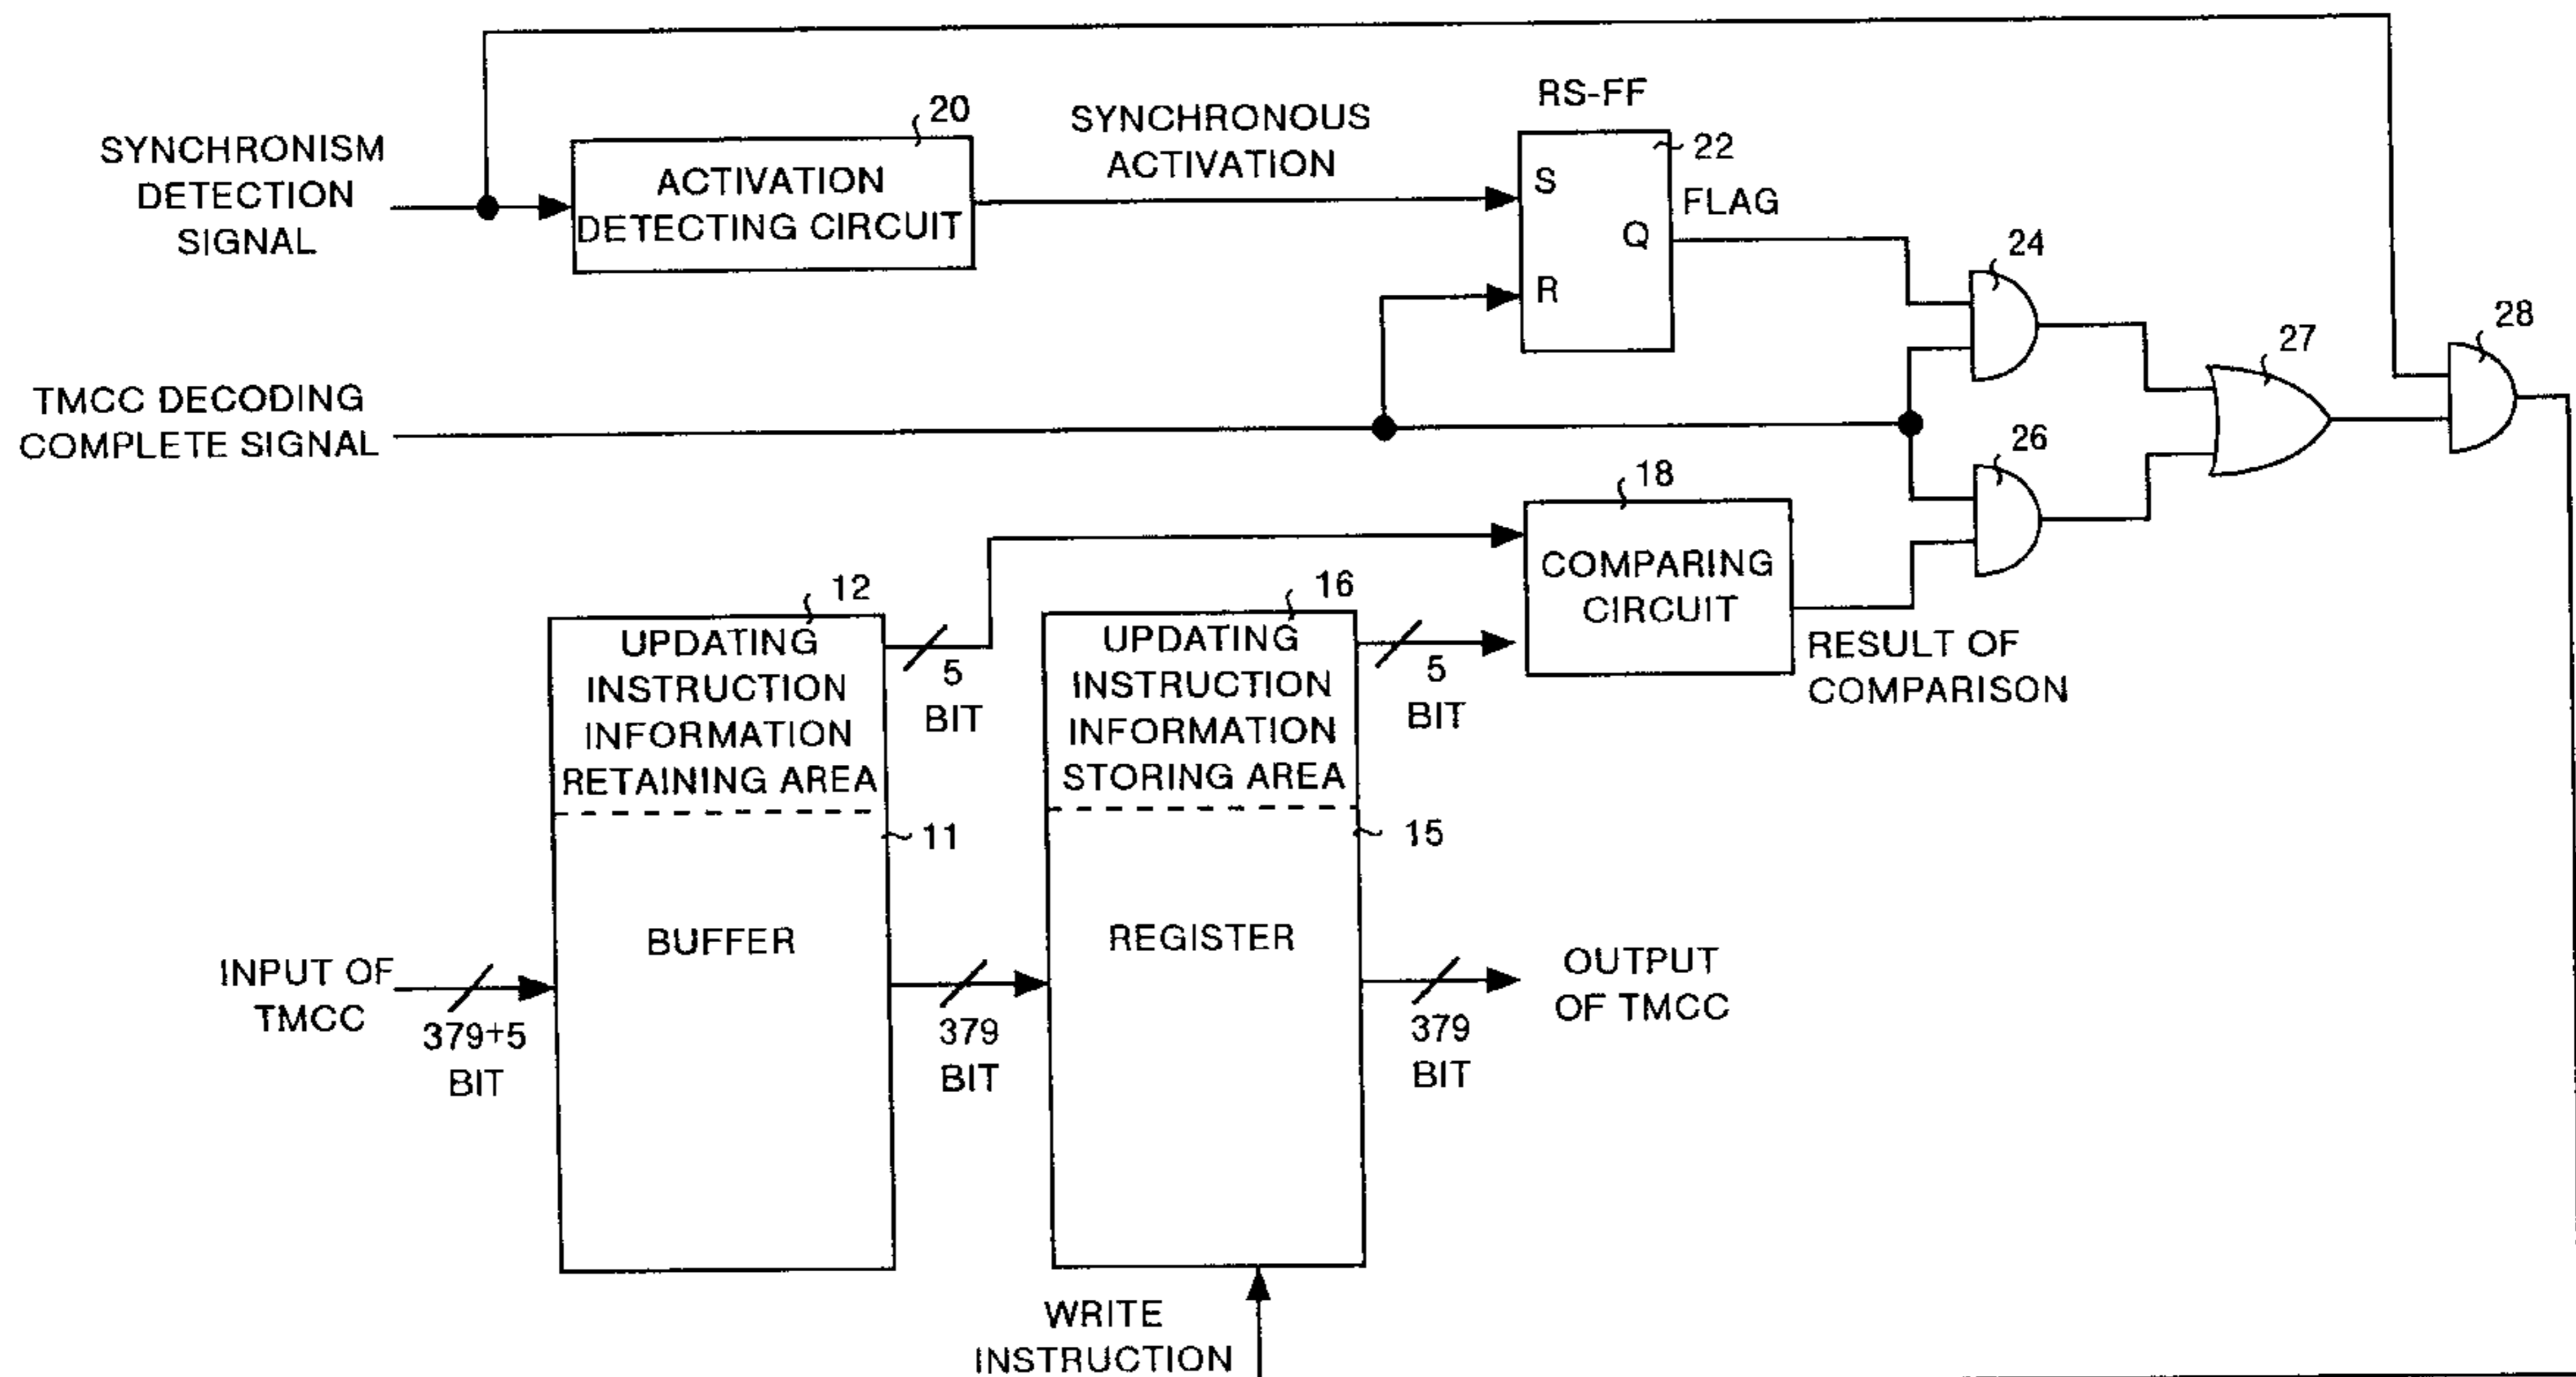 RS-FF
20
SYNCHRONISM
DETECTION
SIGNAL
ACTIVATION
DETECTING CIRCUIT
SYNCHRONOUS
ACTIVATION
S
R
Q
22
FLAG
24
28
27
TMCC DECODING
COMPLETE SIGNAL
26
18
COMPARING
CIRCUIT
RESULT OF
COMPARISON
12
UPDATING
INSTRUCTION
INFORMATION
RETAINING AREA
5
BIT
16
UPDATING
INSTRUCTION
INFORMATION
STORING AREA
5
BIT
11
15
BUFFER
REGISTER
INPUT OF
TMCC
379+5
BIT
379
BIT
379
BIT
OUTPUT
OF TMCC
WRITE
INSTRUCTION